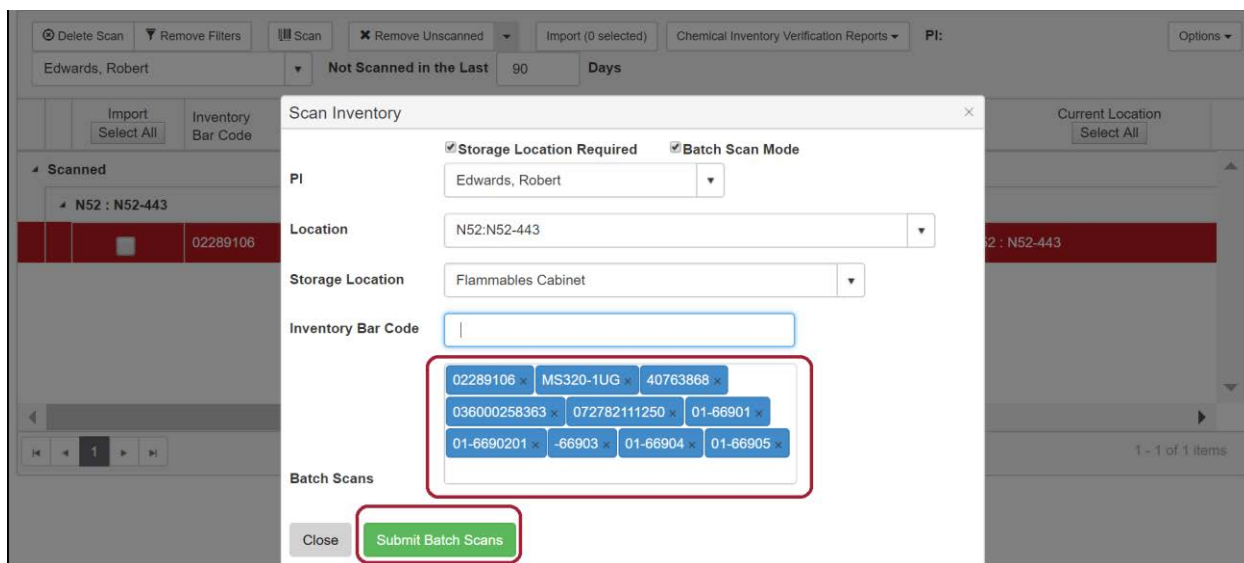 Delete Scan Remove Filters Scan Remove Unscanned Import (0 selected) Chemical Inventory Verification Reports PI: Options
Edwards, Robert Not Scanned in the Last 90 Days
Import Inventory Current Location
Select All Bar Code Select All
Scanned
N52 : N52-443
02289106 52 : N52-443
Scan Inventory ×
Storage Location Required Batch Scan Mode
PI Edwards, Robert
Location N52:N52-443
Storage Location Flammables Cabinet
Inventory Bar Code
02289106 × MS320-1UG × 40763868 ×
036000258363 × 072782111250 × 01-66901 ×
01-6690201 × -66903 × 01-66904 × 01-66905 ×
Batch Scans
Close Submit Batch Scans
1
1 - 1 of 1 items